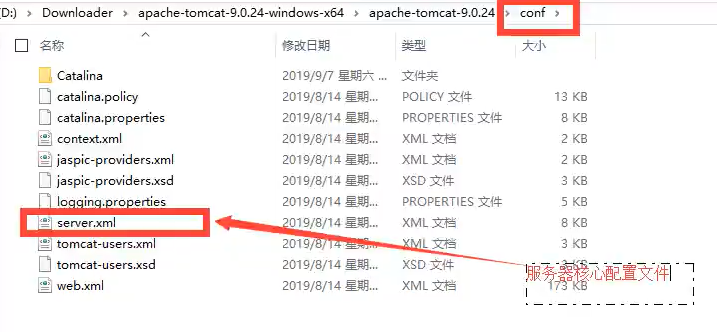 (D:) › Downloader › apache-tomcat-9.0.24-windows-x64 › apache-tomcat-9.0.24 › conf ›
名称 修改日期 类型 大小
Catalina 2019/9/7 星期六 ... 文件夹
catalina.policy 2019/8/14 星期... POLICY 文件 13 KB
catalina.properties 2019/8/14 星期... PROPERTIES 文件 8 KB
context.xml 2019/8/14 星期... XML 文档 2 KB
jaspic-providers.xml 2019/8/14 星期... XML 文档 2 KB
jaspic-providers.xsd 2019/8/14 星期... XSD 文件 3 KB
logging.properties 2019/8/14 星期... PROPERTIES 文件 5 KB
server.xml 2019/8/14 星期... XML 文档 8 KB
tomcat-users.xml 2019/8/14 星期... XML 文档 3 KB
tomcat-users.xsd 2019/8/14 星期... XSD 文件 3 KB
服务器核心配置文件
web.xml 2019/8/14 星期... XML 文档 173 KB